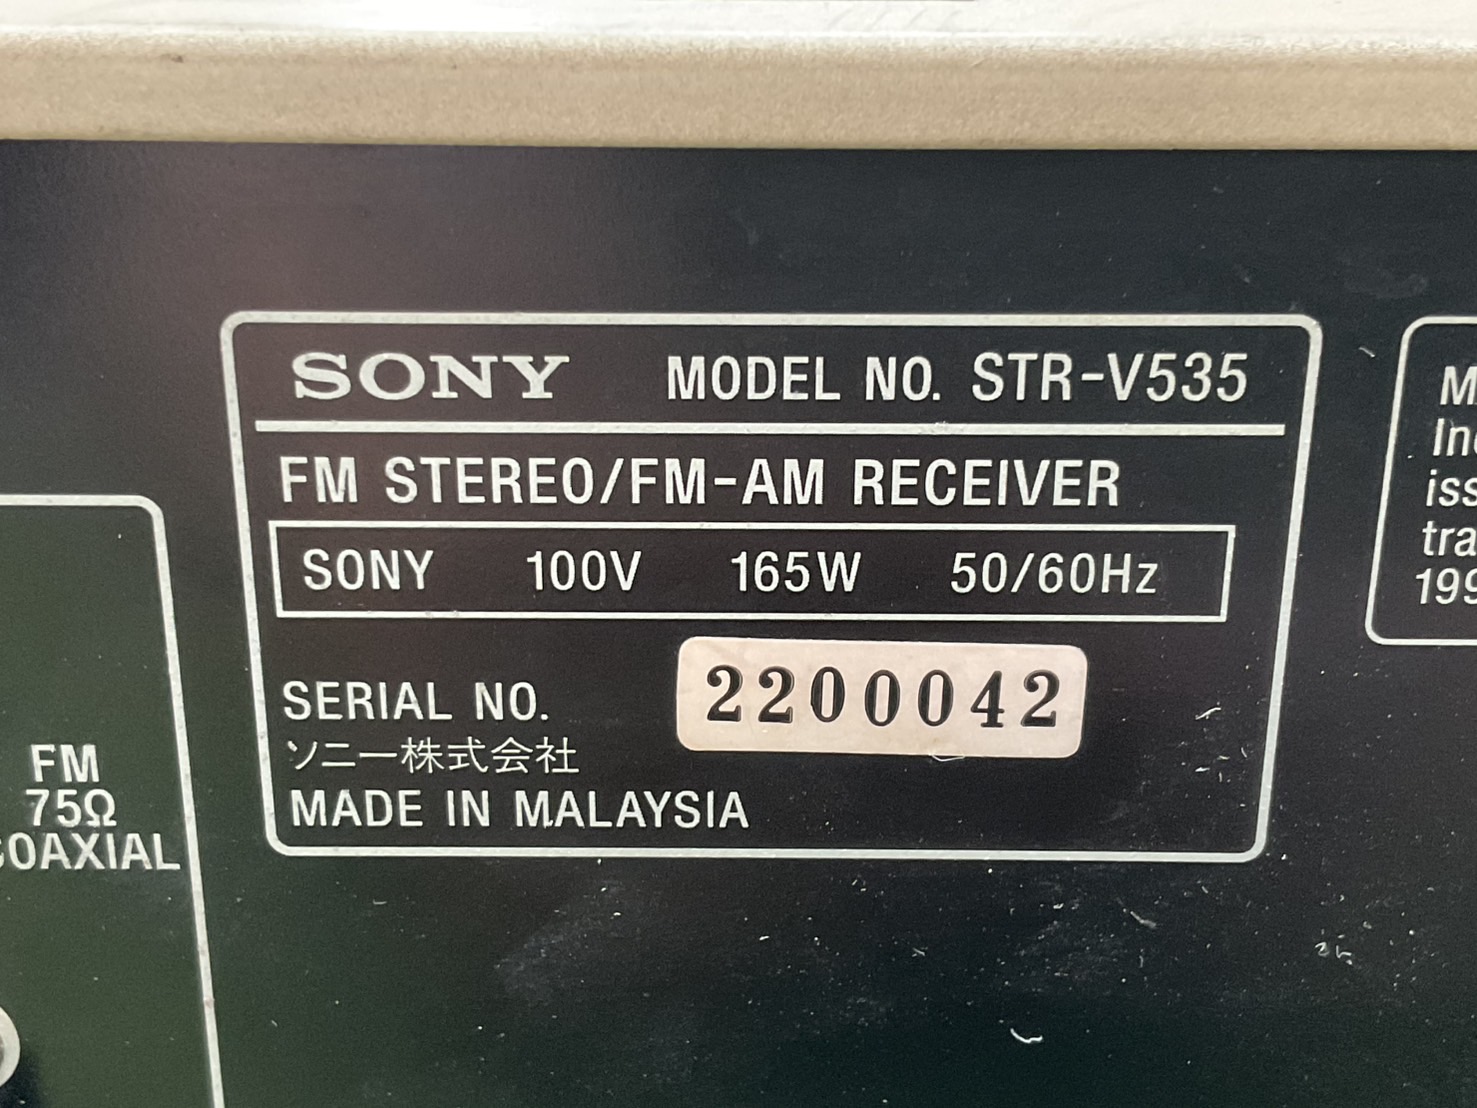 SONY MODEL NO. STR-V535
FM STEREO/FM-AM RECEIVER
SONY 100V 165W 50/60Hz
SERIAL NO. 2200042
ソニー株式会社
MADE IN MALAYSIA
FM
75Ω
COAXIAL